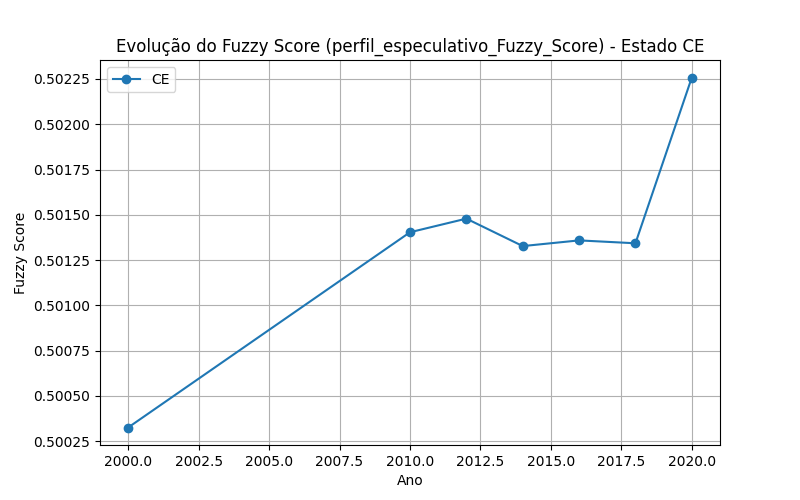 Evolução do Fuzzy Score (perfil_especulativo_Fuzzy_Score) - Estado CE
CE
Fuzzy Score
0.50225
0.50200
0.50175
0.50150
0.50125
0.50100
0.50075
0.50050
0.50025
2000.0 2002.5 2005.0 2007.5 2010.0 2012.5 2015.0 2017.5 2020.0
Ano